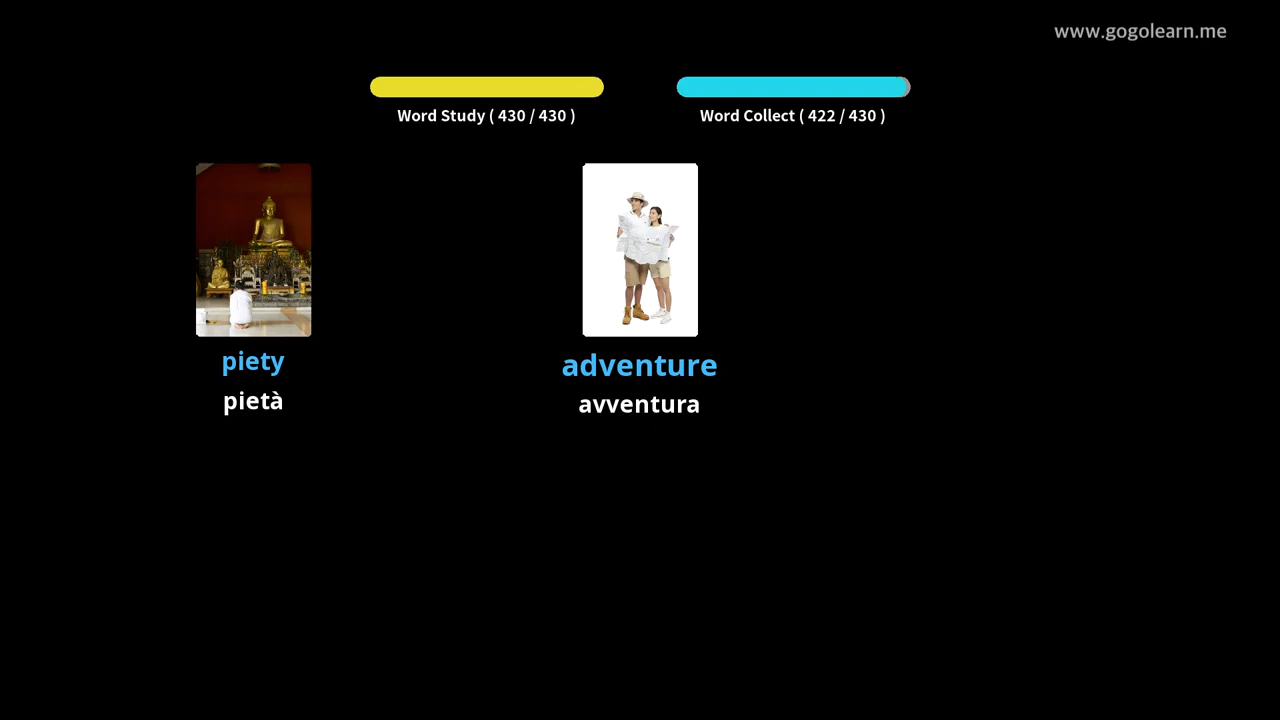 www.gogolearn.me
Word Study ( 430 / 430 )
Word Collect ( 422 / 430 )
piety
pietà
adventure
avventura